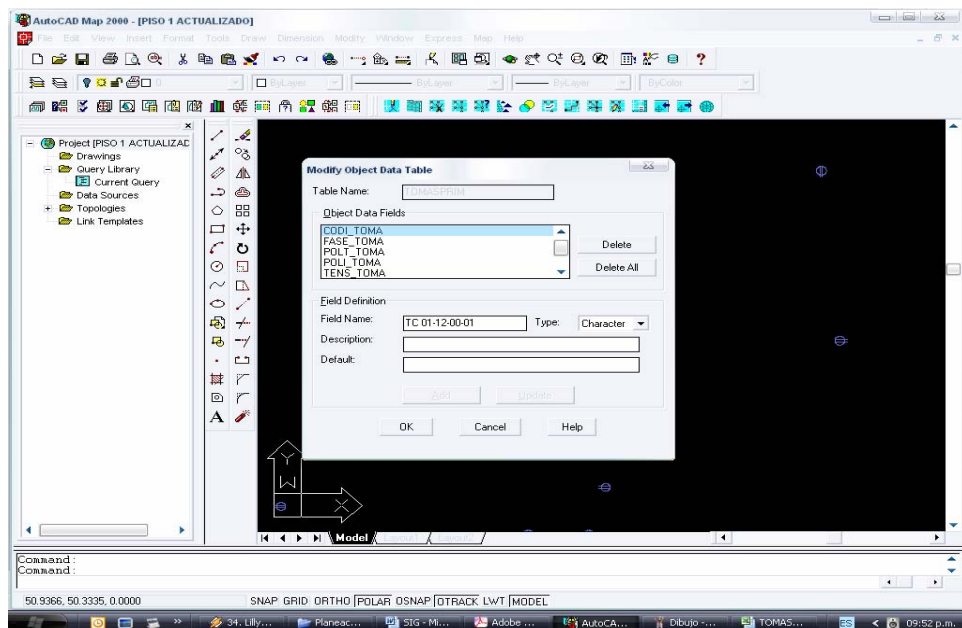 AutoCAD Map 2000 - [PISO 1 ACTUALIZADO]
File Edit View Insert Format Tools Draw Dimension Modify Window Express Map Help
0 ByLayer ByLayer ByLayer ByColor
Project [PISO 1 ACTUALIZAD
Drawings
Query Library
Current Query
Data Sources
Topologies
Link Templates
Modify Object Data Table
Table Name: TOMASPRIM
Object Data Fields
CODI_TOMA
FASE_TOMA
POLT_TOMA
POLI_TOMA
TENS_TOMA
Delete
Delete All
Field Definition
Field Name: TC 01-12-00-01 Type: Character
Description:
Default:
Add Update
OK Cancel Help
Y
W
X
Model Layout1 Layout2
Command:
Command:
50.9366, 50.3335, 0.0000 SNAP GRID ORTHO POLAR OSNAP OTRACK LWT MODEL
34. Lilly... Planeac... SIG - Mi... Adobe ... AutoCA... Dibujo -... TOMAS... ES 09:52 p.m.